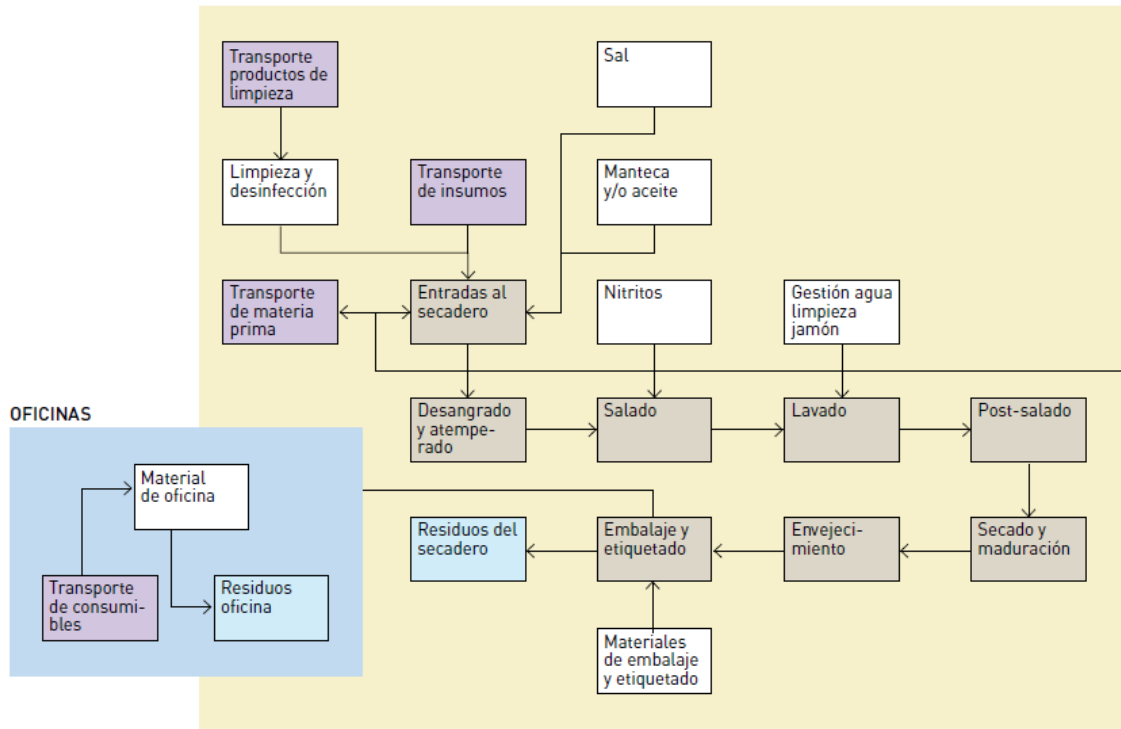 Transporte
productos de
limpieza
Sal
Limpieza y
desinfección
Transporte
de insumos
Manteca
y/o aceite
Transporte
de materia
prima
Entradas al
secadero
Nitritos
Gestión agua
limpieza
jamón
Desangrado
y atempe-
rado
Salado
Lavado
Post-salado
OFICINAS
Material
de oficina
Transporte
de consumi-
bles
Residuos
oficina
Residuos del
secadero
Embalaje y
etiquetado
Envejeci-
miento
Secado y
maduración
Materiales
de embalaje
y etiquetado